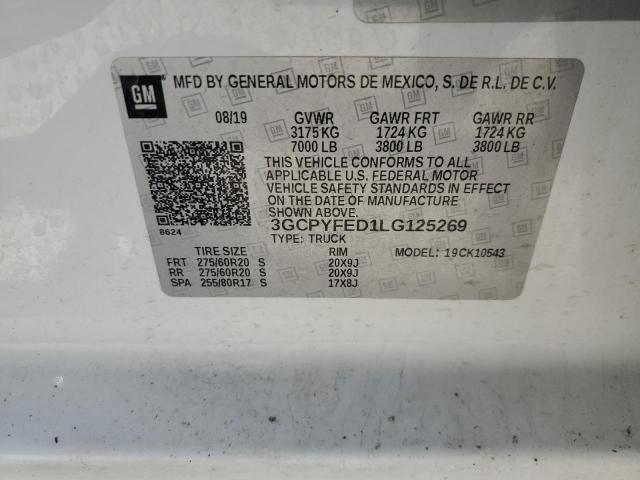 GM
MFD BY GENERAL MOTORS DE MEXICO, S. DE R.L. DE C.V.
08/19 GVWR GAWR FRT GAWR RR
3175 KG 1724 KG 1724 KG
7000 LB 3800 LB 3800 LB
THIS VEHICLE CONFORMS TO ALL
APPLICABLE U.S. FEDERAL MOTOR
VEHICLE SAFETY STANDARDS IN EFFECT
ON THE DATE OF MANUFACTURE
SHOWN ABOVE.
8624
3GCPYFED1LG125269
TYPE: TRUCK MODEL: 19CK10543
TIRE SIZE RIM
FRT 275/60R20 S 20X9J
RR 275/60R20 S 20X9J
SPA 255/80R17 S 17X8J